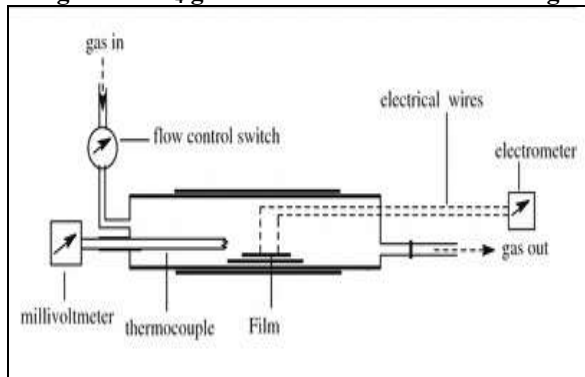 gas in
electrical wires
flow control switch
electrometer
gas out
millivoltmeter
thermocouple
Film